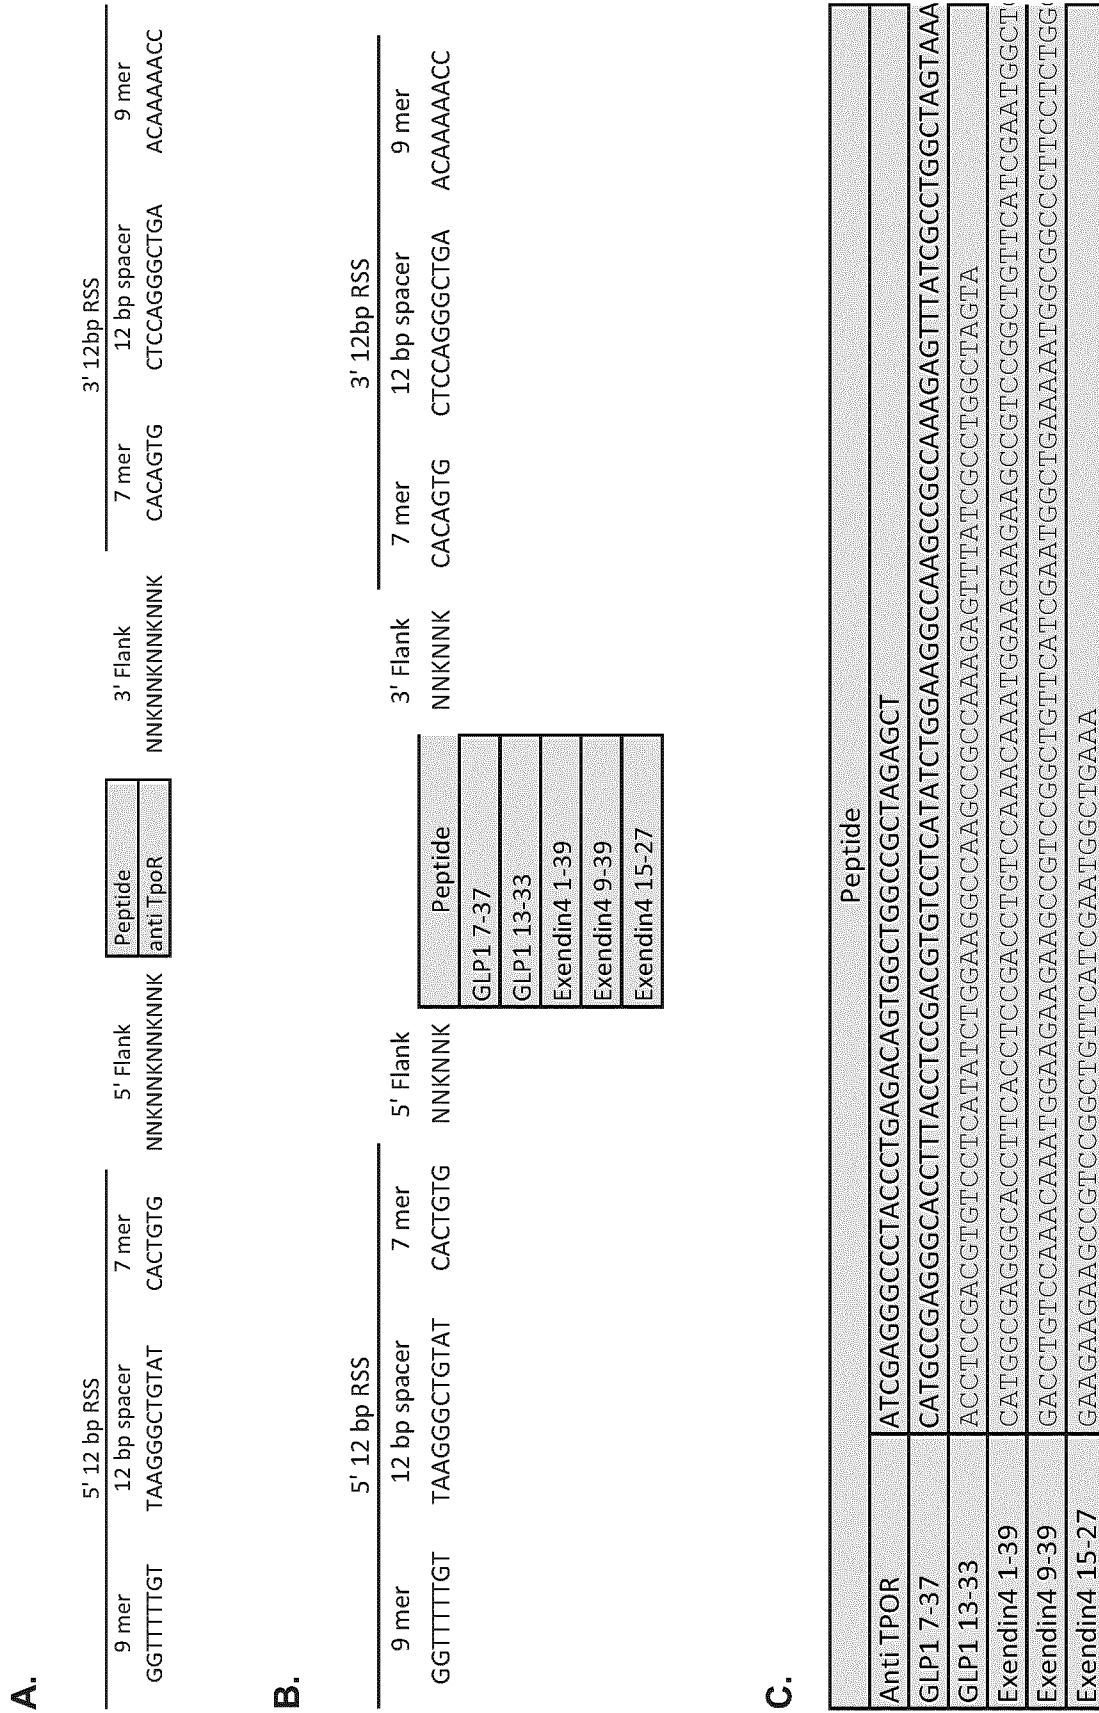 A.
5' 12 bp RSS 3' 12bp RSS
9 mer 12 bp spacer 7 mer 5' Flank Peptide 3' Flank 7 mer 12 bp spacer 9 mer
GGTTTTTGT TAAGGGCTGTAT CACTGTG NNKNNKNNKNNK anti TpoR NNKNNKNNKNNK CACAGTG CTCCAGGGCTGA ACAAAAACC
B.
5' 12 bp RSS 3' 12bp RSS
9 mer 12 bp spacer 7 mer 5' Flank Peptide 3' Flank 7 mer 12 bp spacer 9 mer
GGTTTTTGT TAAGGGCTGTAT CACTGTG NNKNNK NNKNNK CACAGTG CTCCAGGGCTGA ACAAAAACC
GLP1 7-37
GLP1 13-33
Exendin4 1-39
Exendin4 9-39
Exendin4 15-27
C.
Peptide
Anti TPOR ATCGAGGGCCCTACCCTGAGACAGTGGCTGGCCGCTAGAGCT
GLP1 7-37 CATGCCGAGGGCACCTTTACCTCCGACGTGTCCTCATATCTGGAAGGCCAAGCCGCCAAAGAGTTTATCGCCTGGCTAGTAAA
GLP1 13-33 ACCTCCGACGTGTCCTCATATCTGGAAGGCCAAGCCGCCAAAGAGTTTATCGCCTGGCTAGTA
Exendin4 1-39 CATGGCGAGGGCACCTTCACCTCCGACCTGTCCAAACAAATGGAAGAAGAAGCCGTCCGGCTGTTCATCGAATGGCT
Exendin4 9-39 GACCTGTCCAAACAAATGGAAGAAGAAGCCGTCCGGCTGTTCATCGAATGGCTGAAAAATGGCGGCCCTTCCTCTGG
Exendin4 15-27 GAAGAAGAAGCCGTCCGGCTGTTCATCGAATGGCTGAAA